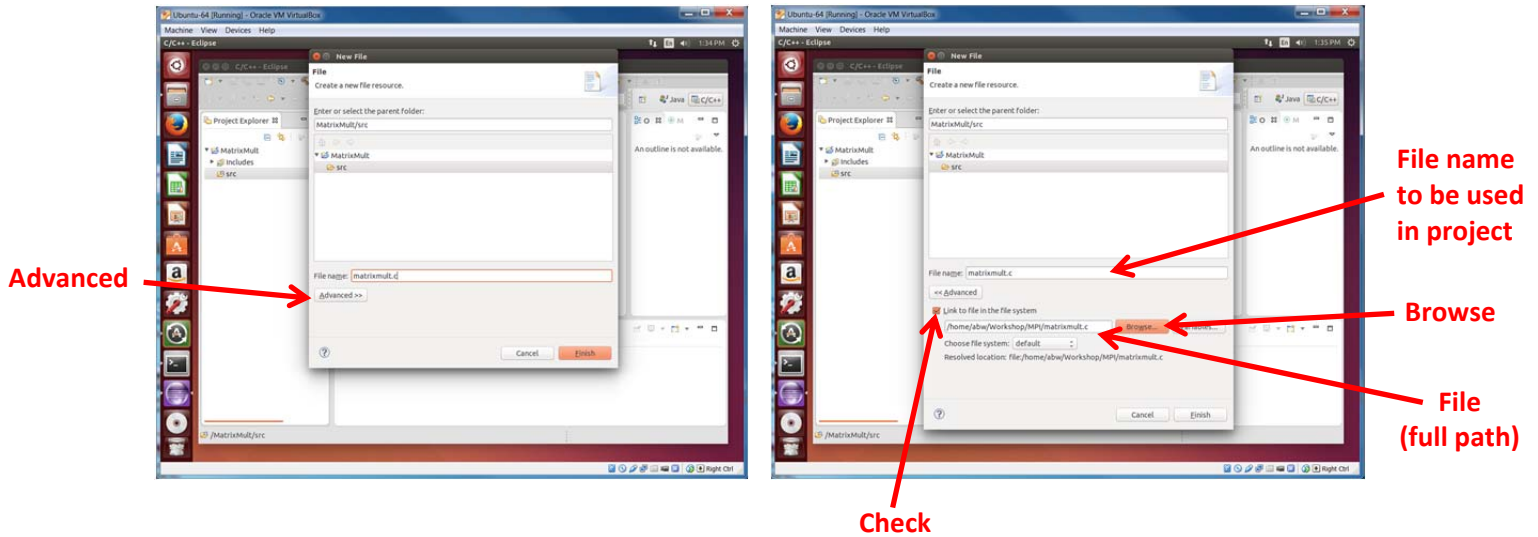 Ubuntu-64 [Running] - Oracle VM VirtualBox
Machine View Devices Help
C/C++ - Eclipse
En
1:34 PM
C/C++ - Eclipse
New File
File
Create a new file resource.
Enter or select the parent folder:
MatrixMult/src
MatrixMult
src
File name: matrixmult.c
Advanced >>
Cancel
Finish
Project Explorer
MatrixMult
Includes
src
Java
C/C++
An outline is not available.
/MatrixMult/src
Right Ctrl
Advanced
Ubuntu-64 [Running] - Oracle VM VirtualBox
Machine View Devices Help
C/C++ - Eclipse
En
1:35 PM
C/C++ - Eclipse
New File
File
Create a new file resource.
Enter or select the parent folder:
MatrixMult/src
MatrixMult
src
File name: matrixmult.c
<< Advanced
Link to file in the file system
/home/abw/Workshop/MPI/matrixmult.c
Browse...
Choose file system: default
Resolved location: file:/home/abw/Workshop/MPI/matrixmult.c
Cancel
Finish
Project Explorer
MatrixMult
Includes
src
Java
C/C++
An outline is not available.
/MatrixMult/src
Right Ctrl
File name
to be used
in project
Browse
File
(full path)
Check